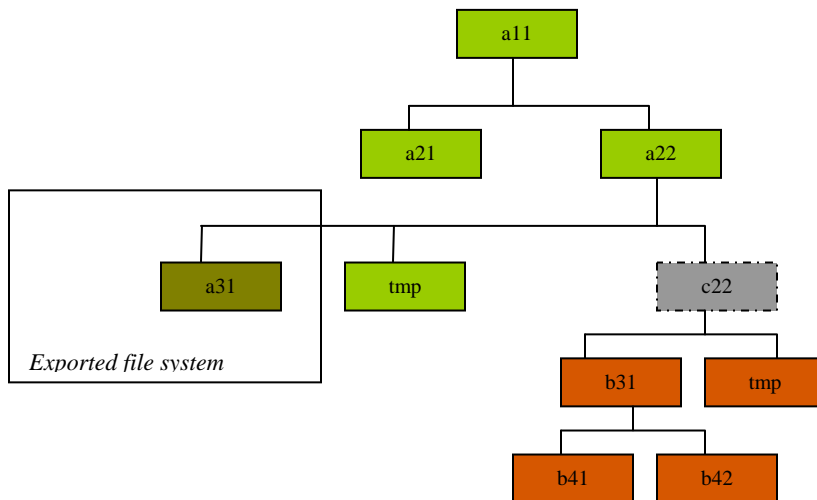 a11
a21
a22
a31
tmp
c22
Exported file system
b31
tmp
b41
b42